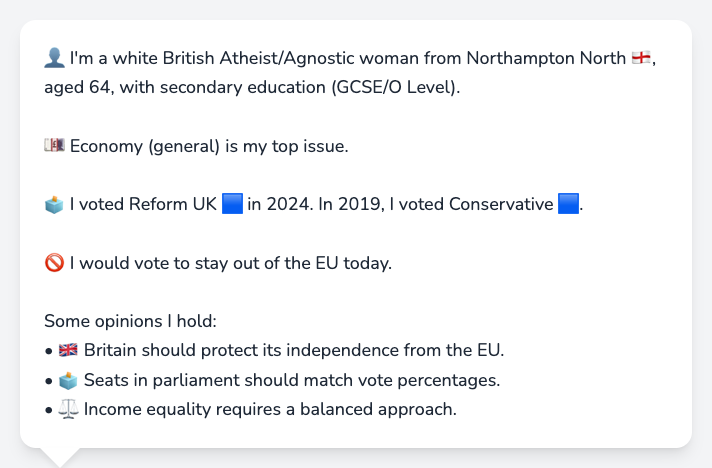 👤 I'm a white British Atheist/Agnostic woman from Northampton North 🏴󠁧󠁢󠁥󠁮󠁧󠁿,
aged 64, with secondary education (GCSE/O Level).
💷 Economy (general) is my top issue.
🗳️ I voted Reform UK 🟦 in 2024. In 2019, I voted Conservative 🟦.
🚫 I would vote to stay out of the EU today.
Some opinions I hold:
• 🇬🇧 Britain should protect its independence from the EU.
• 🗳️ Seats in parliament should match vote percentages.
• ⚖️ Income equality requires a balanced approach.